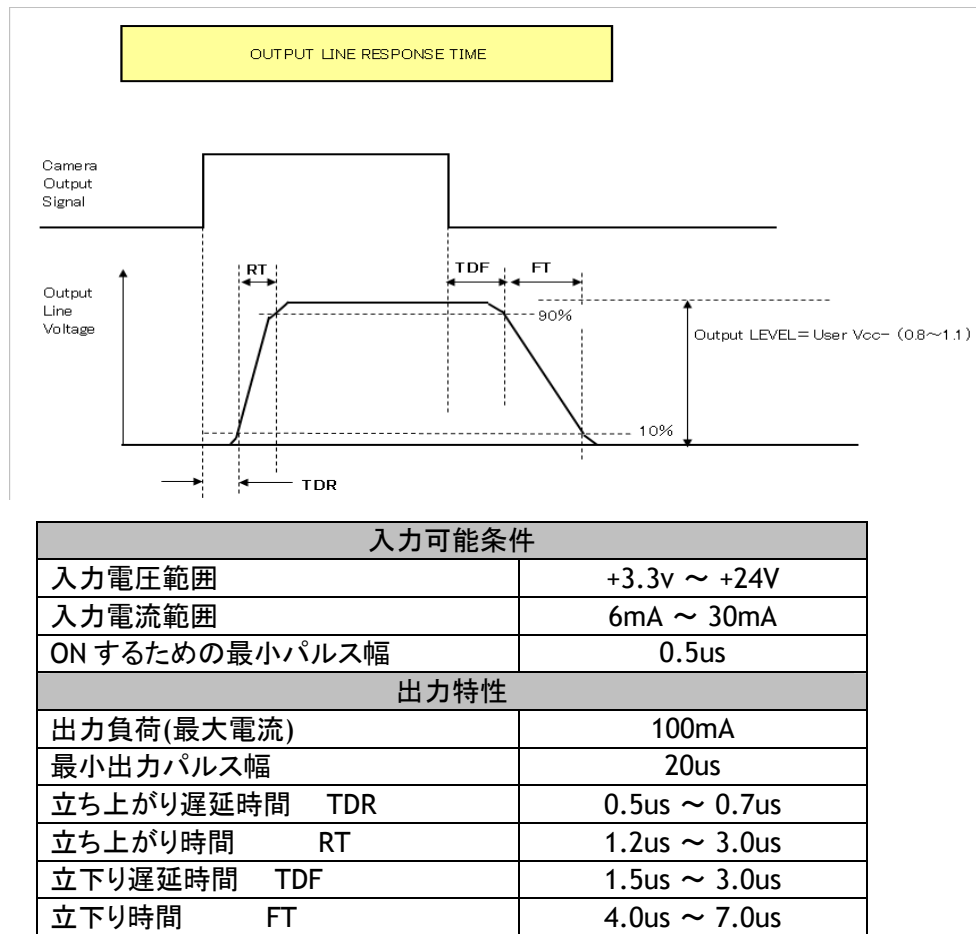 OUTPUT LINE RESPONSE TIME
Camera
Output
Signal
RT
TDF
FT
Output
Line
Voltage
90%
Output LEVEL=User Vcc-（0.8～1.1）
10%
TDR
入力可能条件
入力電圧範囲 +3.3v ～ +24V
入力電流範囲 6mA ～ 30mA
ON するための最小パルス幅 0.5us
出力特性
出力負荷(最大電流) 100mA
最小出力パルス幅 20us
立ち上がり遅延時間 TDR 0.5us ～ 0.7us
立ち上がり時間 RT 1.2us ～ 3.0us
立下り遅延時間 TDF 1.5us ～ 3.0us
立下り時間 FT 4.0us ～ 7.0us